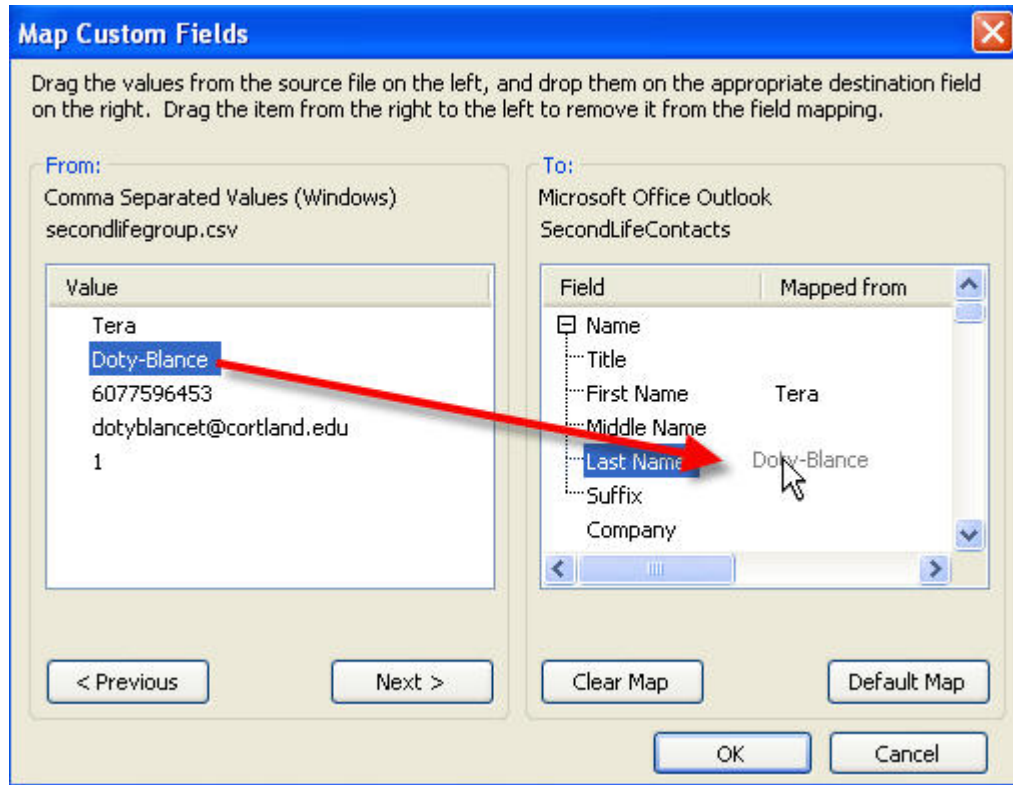 Map Custom Fields
Drag the values from the source file on the left, and drop them on the appropriate destination field
on the right. Drag the item from the right to the left to remove it from the field mapping.
From:
Comma Separated Values (Windows)
secondlifegroup.csv
Value
Tera
Doty-Blance
6077596453
dotyblancet@cortland.edu
1
< Previous
Next >
To:
Microsoft Office Outlook
SecondLifeContacts
Field Mapped from
Name
Title
First Name Tera
Middle Name
Last Name Doty-Blance
Suffix
Company
Clear Map
Default Map
OK
Cancel